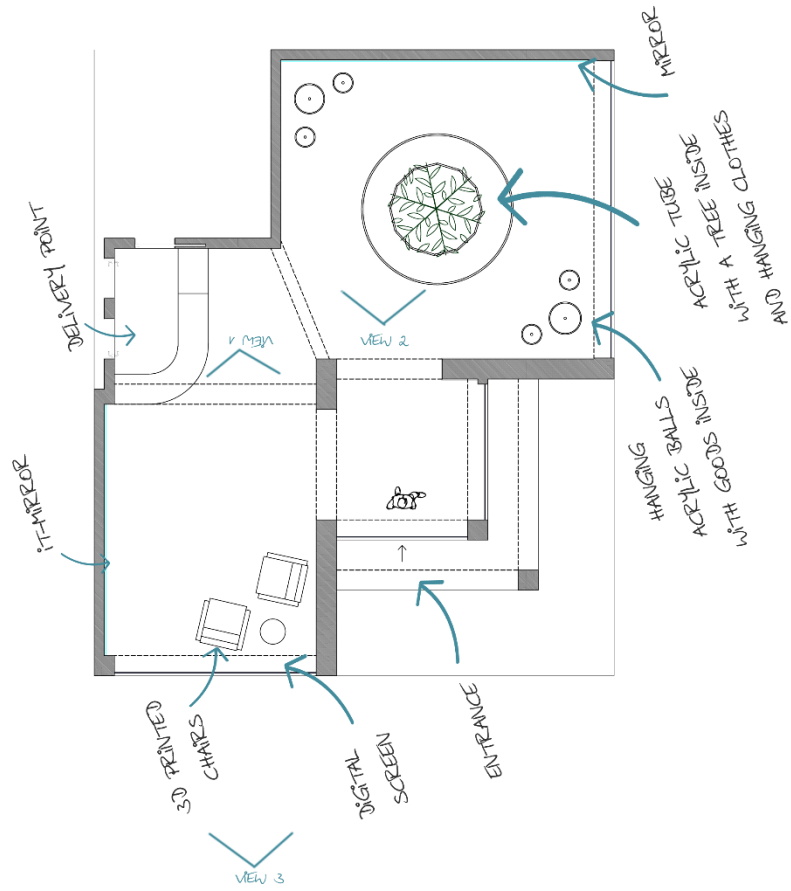 MIRROR
ACRYLIC TUBE
WITH A TREE INSIDE
AND HANGING CLOTHES
DELIVERY POINT
VIEW 1
VIEW 2
HANGING
ACRYLIC BALLS
WITH GOODS INSIDE
IT-MIRROR
3D PRINTED
CHAIRS
DIGITAL
SCREEN
ENTRANCE
VIEW 3